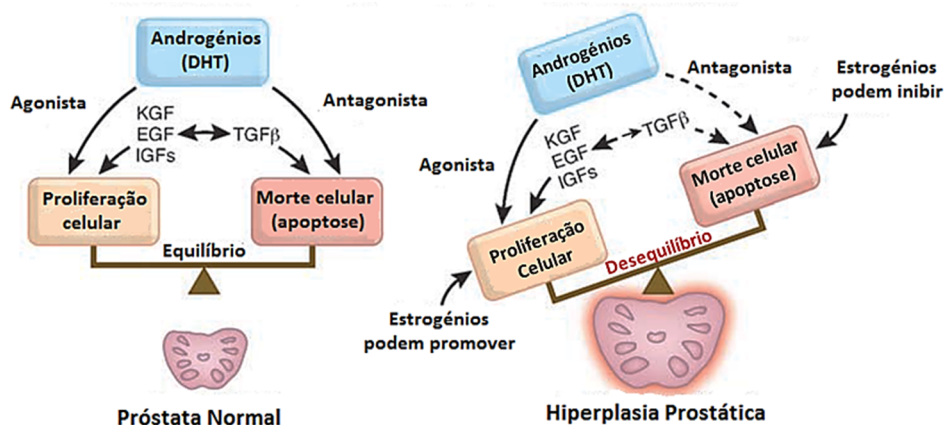 Androgénios
(DHT)
Agonista
Antagonista
KGF
EGF
IGFs
TGFβ
Proliferação
celular
Morte celular
(apoptose)
Equilíbrio
Próstata Normal
Androgénios
(DHT)
Antagonista
Estrogénios
podem inibir
Agonista
KGF
EGF
IGFs
TGFβ
Morte celular
(apoptose)
Proliferação
Celular
Desequilíbrio
Estrogénios
podem promover
Hiperplasia Prostática